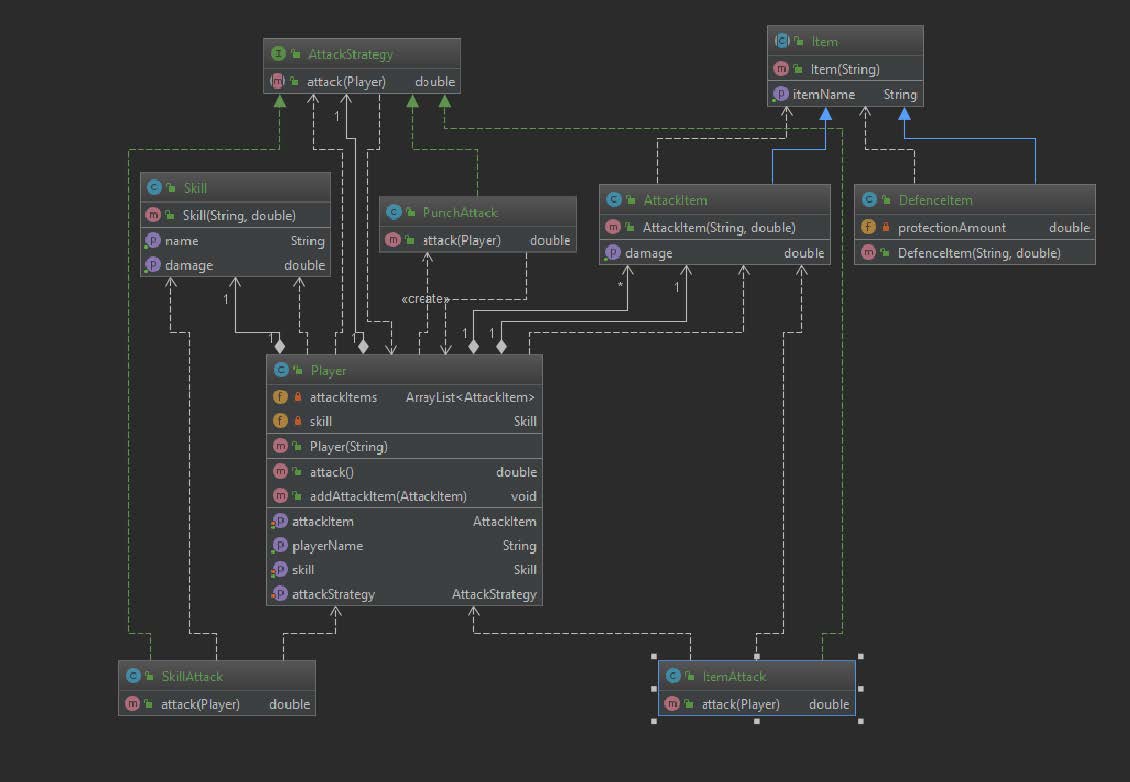 AttackStrategy
attack(Player) double
Item
Item(String)
itemName String
1
Skill
Skill(String, double)
name String
damage double
PunchAttack
attack(Player) double
AttackItem
AttackItem(String, double)
damage double
DefenceItem
protectionAmount double
DefenceItem(String, double)
«create»
* 1
1
1 1 1 1
Player
attackItems ArrayList<AttackItem>
skill Skill
Player(String)
attack() double
addAttackItem(AttackItem) void
attackItem AttackItem
playerName String
skill Skill
attackStrategy AttackStrategy
SkillAttack
attack(Player) double
ItemAttack
attack(Player) double